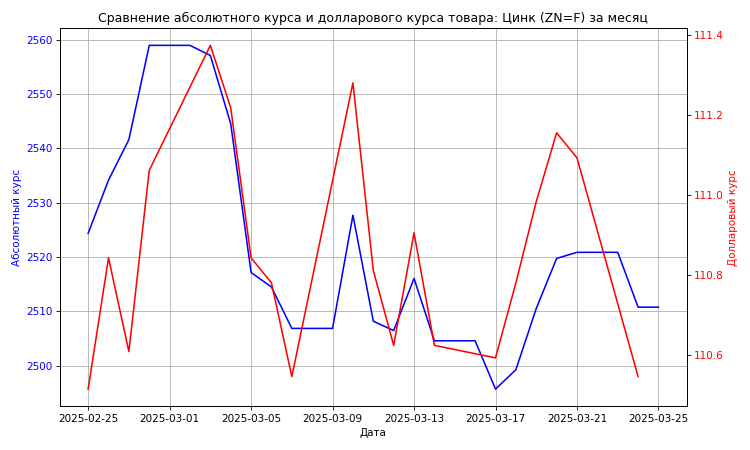 Сравнение абсолютного курса и долларового курса товара: Цинк (ZN=F) за месяц
Абсолютный курс
2560
2550
2540
2530
2520
2510
2500
111.4
111.2
111.0
110.8
110.6
Долларовый курс
2025-02-25 2025-03-01 2025-03-05 2025-03-09 2025-03-13 2025-03-17 2025-03-21 2025-03-25
Дата